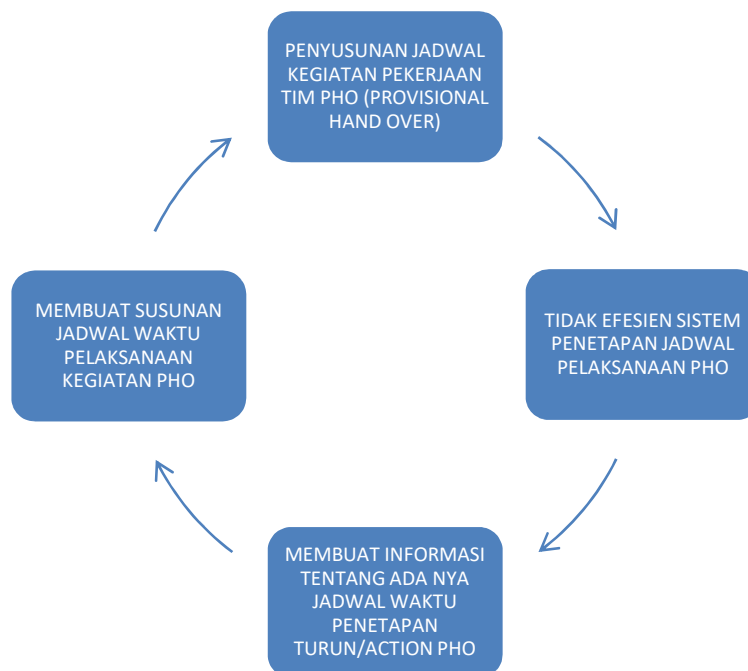 PENYUSUNAN JADWAL
KEGIATAN PEKERJAAN
TIM PHO (PROVISIONAL
HAND OVER)
TIDAK EFESIEN SISTEM
PENETAPAN JADWAL
PELAKSANAAN PHO
MEMBUAT INFORMASI
TENTANG ADA NYA
JADWAL WAKTU
PENETAPAN
TURUN/ACTION PHO
MEMBUAT SUSUNAN
JADWAL WAKTU
PELAKSANAAN
KEGIATAN PHO